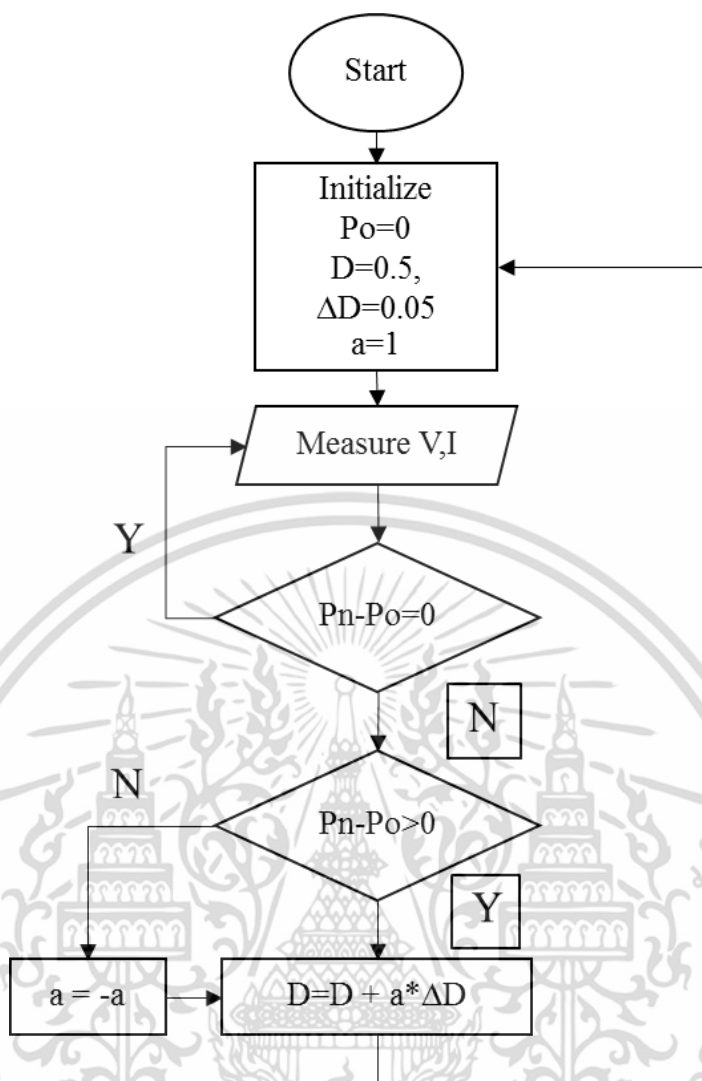 Start
Initialize
Po=0
D=0.5,
ΔD=0.05
a=1
Measure V,I
Y
Pn-Po=0
N
N
Pn-Po>0
Y
a = -a
D=D + a*ΔD